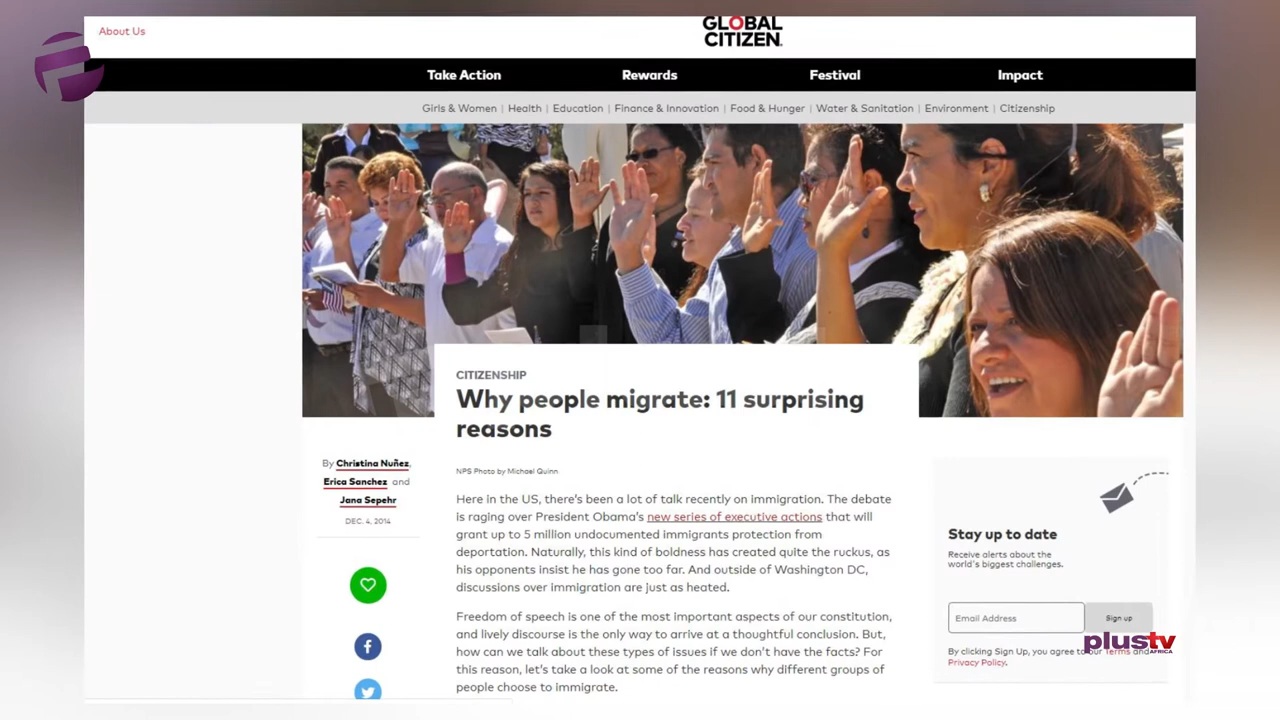 About Us
GLOBAL
CITIZEN.
Take Action
Rewards
Festival
Impact
Girls & Women | Health | Education | Finance & Innovation | Food & Hunger | Water & Sanitation | Environment | Citizenship
CITIZENSHIP
Why people migrate: 11 surprising
reasons
NPS Photo by Michael Quinn
By Christina Nuñez,
Erica Sanchez and
Jana Sepehr
DEC. 4, 2014
Here in the US, there's been a lot of talk recently on immigration. The debate
is raging over President Obama's new series of executive actions that will
grant up to 5 million undocumented immigrants protection from
deportation. Naturally, this kind of boldness has created quite the ruckus, as
his opponents insist he has gone too far. And outside of Washington DC,
discussions over immigration are just as heated.
Freedom of speech is one of the most important aspects of our constitution,
and lively discourse is the only way to arrive at a thoughtful conclusion. But,
how can we talk about these types of issues if we don't have the facts? For
this reason, let's take a look at some of the reasons why different groups of
people choose to immigrate.
Stay up to date
Receive alerts about the
world's biggest challenges.
Email Address
Sign up
By clicking Sign Up, you agree to our Terms and
Privacy Policy.
plustv
AFRICA